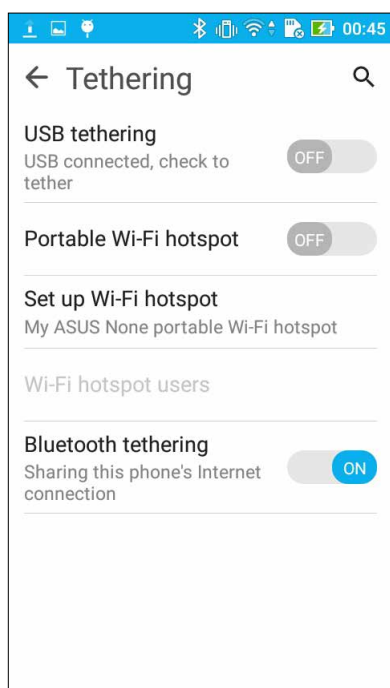 00:45
Tethering
USB tethering
OFF
USB connected, check to
tether
Portable Wi-Fi hotspot
OFF
Set up Wi-Fi hotspot
My ASUS None portable Wi-Fi hotspot
Wi-Fi hotspot users
Bluetooth tethering
ON
Sharing this phone's Internet
connection